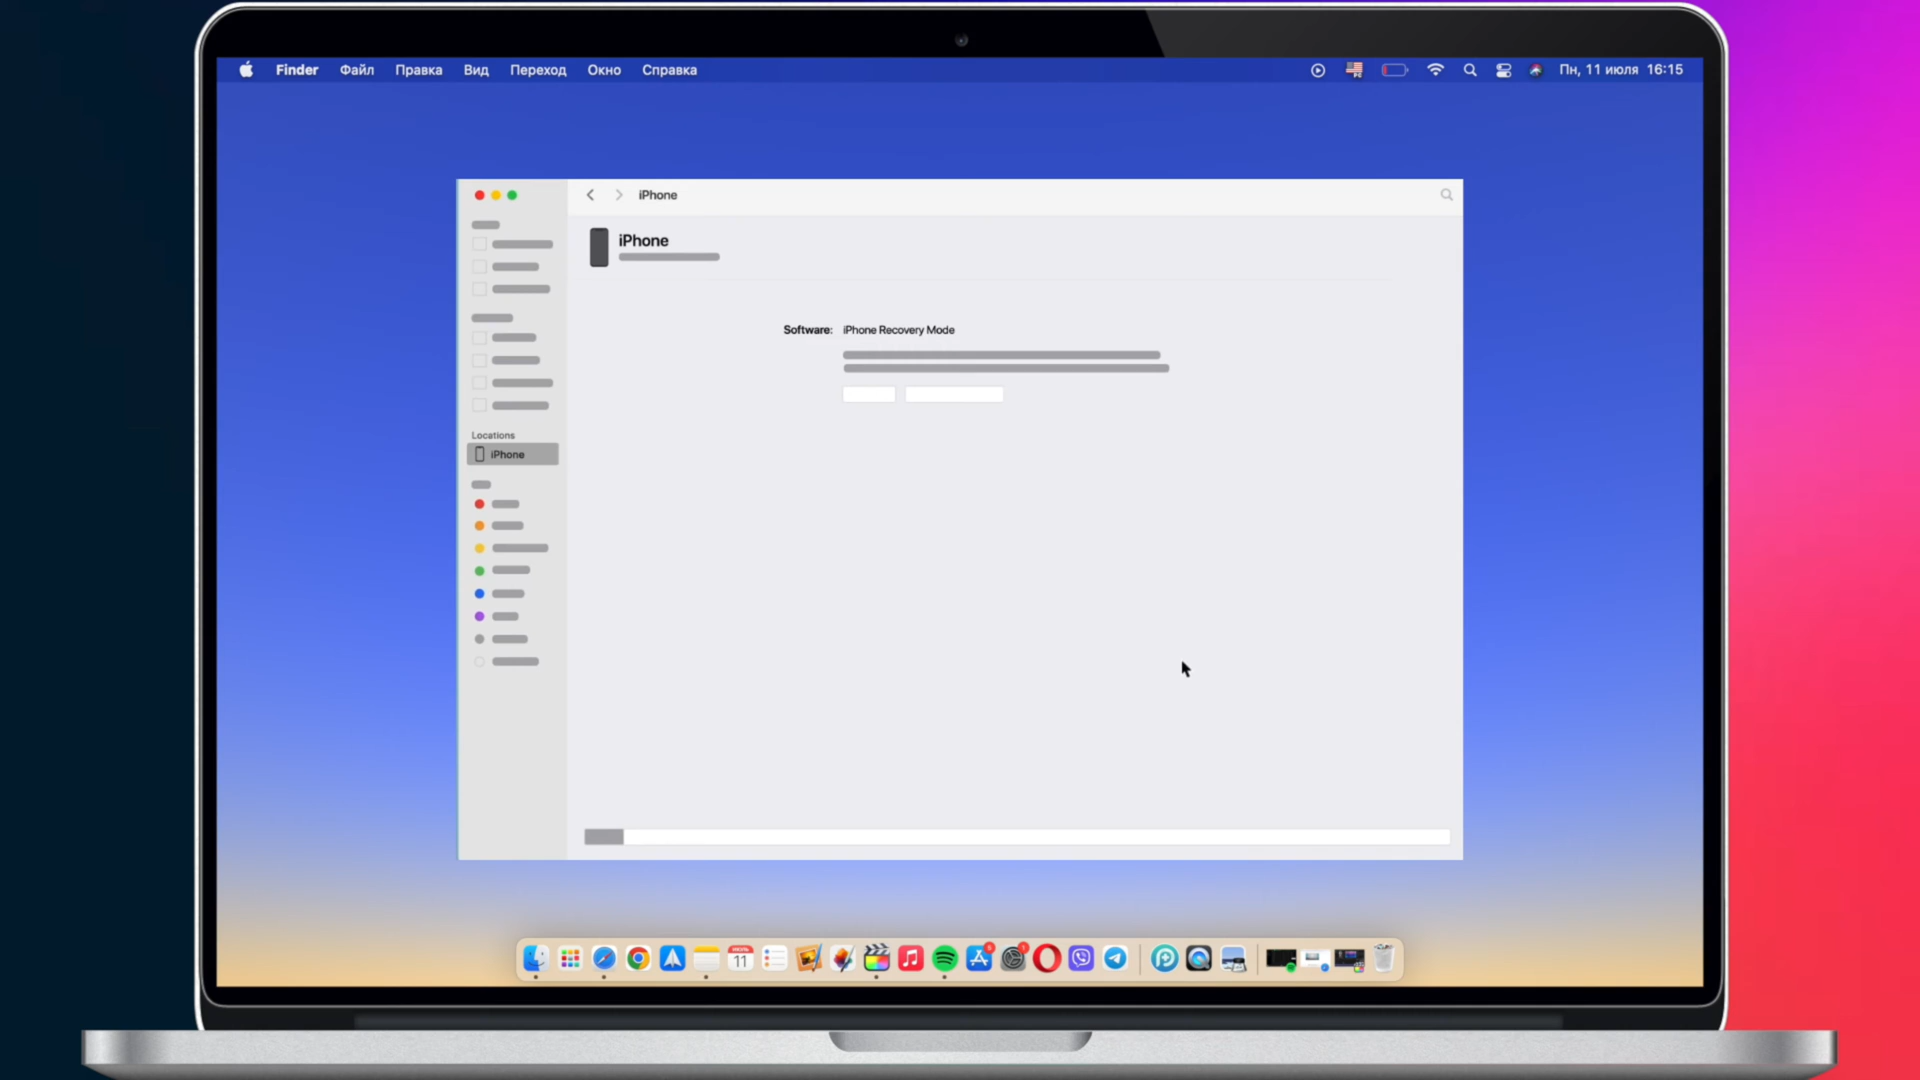 Finder Файл Правка Вид Переход Окно Справка Пн, 11 июля 16:15
iPhone
iPhone
Software: iPhone Recovery Mode
Locations
iPhone
ИЮЛЬ
11